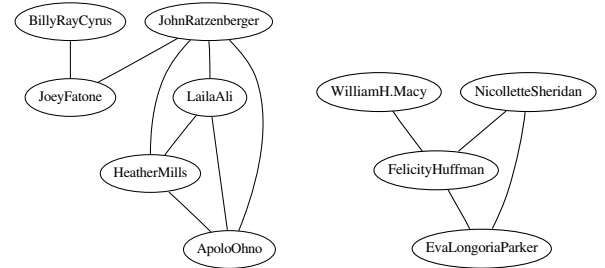 BillyRayCyrus
JohnRatzenberger
JoeyFatone
LailaAli
WilliamH.Macy
NicolletteSheridan
HeatherMills
FelicityHuffman
ApoloOhno
EvaLongoriaParker